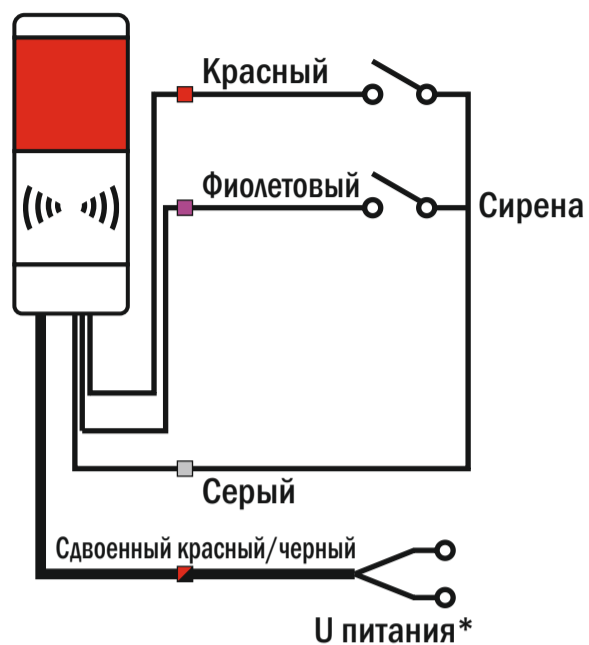 Красный
Фиолетовый
Сирена
Серый
Сдвоенный красный/черный
U питания*